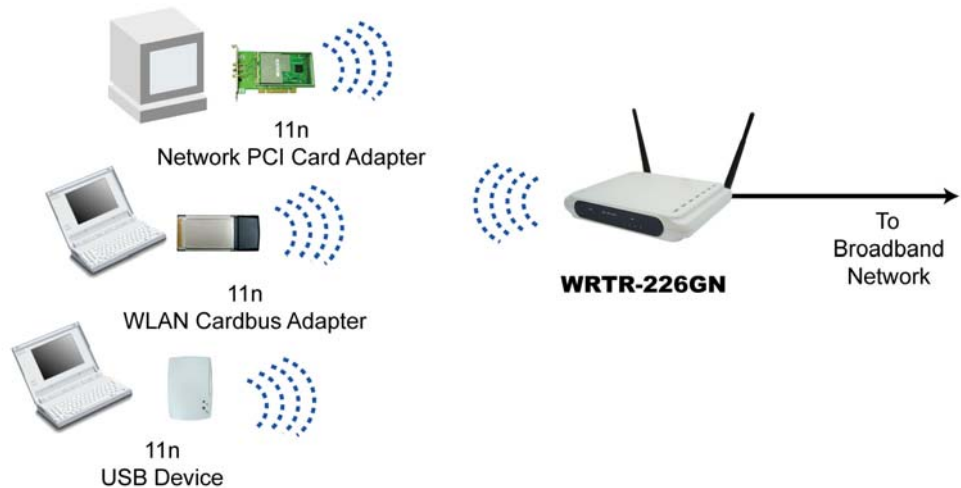 11n
Network PCI Card Adapter
11n
WLAN Cardbus Adapter
11n
USB Device
WRTR-226GN
To
Broadband
Network